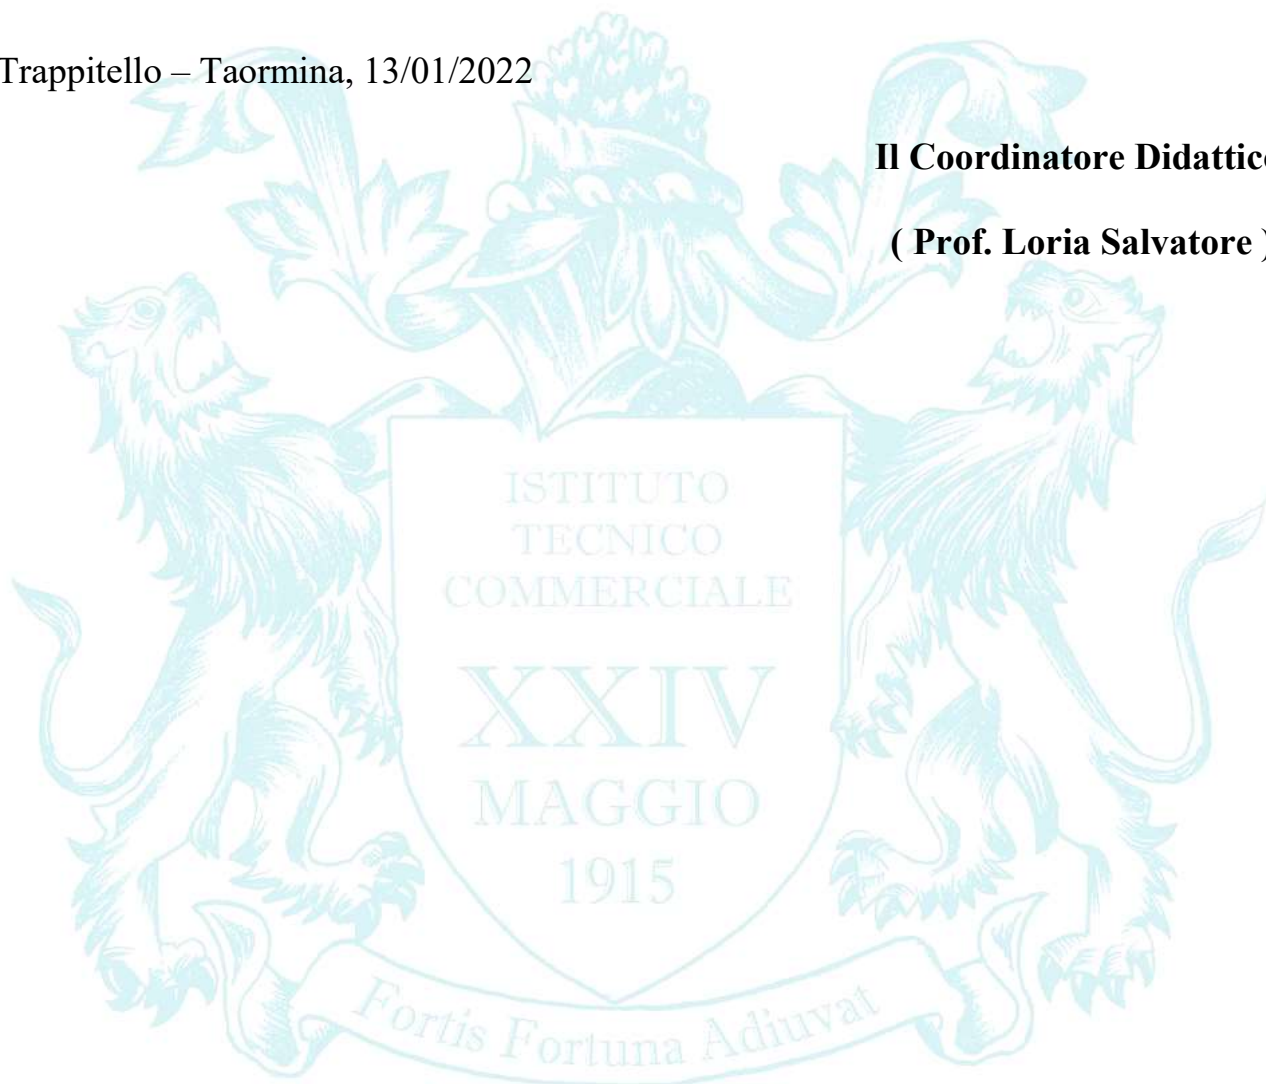 Trappitello – Taormina, 13/01/2022
Il Coordinatore Didattico
( Prof. Loria Salvatore )
ISTITUTO
TECNICO
COMMERCIALE
XXIV
MAGGIO
1915
Fortis Fortuna Adiuvat